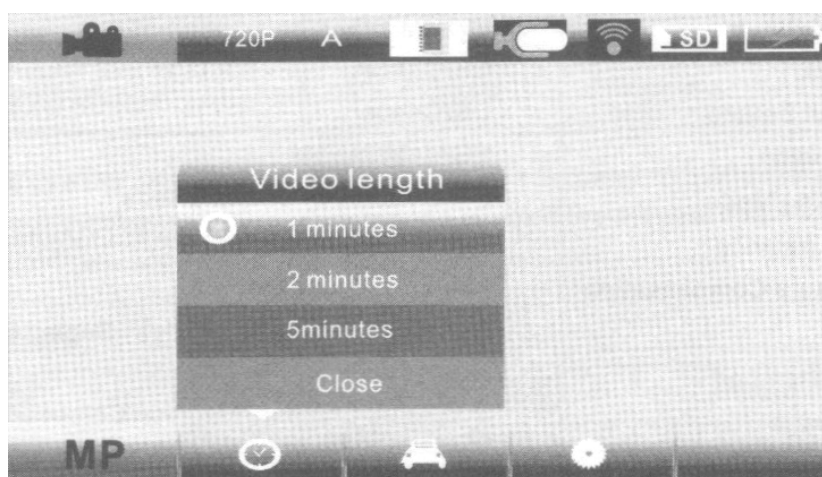 720P A SD
Video length
1 minutes
2 minutes
5minutes
Close
MP